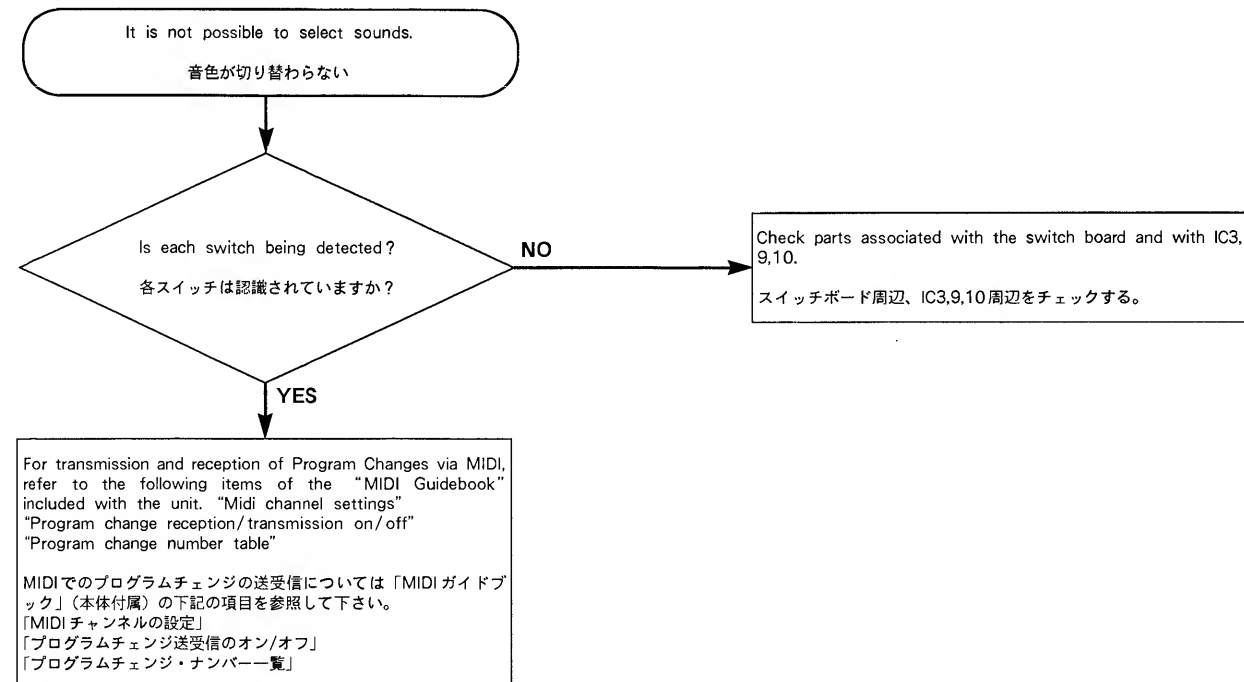 It is not possible to select sounds.
音色が切り替わらない
Is each switch being detected?
各スイッチは認識されていますか？
NO
Check parts associated with the switch board and with IC3,
9,10.
スイッチボード周辺、IC3,9,10周辺をチェックする。
YES
For transmission and reception of Program Changes via MIDI,
refer to the following items of the “MIDI Guidebook”
included with the unit. “Midi channel settings”
“Program change reception/transmission on/off”
“Program change number table”
MIDIでのプログラムチェンジの送受信については「MIDIガイドブ
ック」（本体付属）の下記の項目を参照して下さい。
「MIDIチャンネルの設定」
「プログラムチェンジ送受信のオン/オフ」
「プログラムチェンジ・ナンバー一覧」